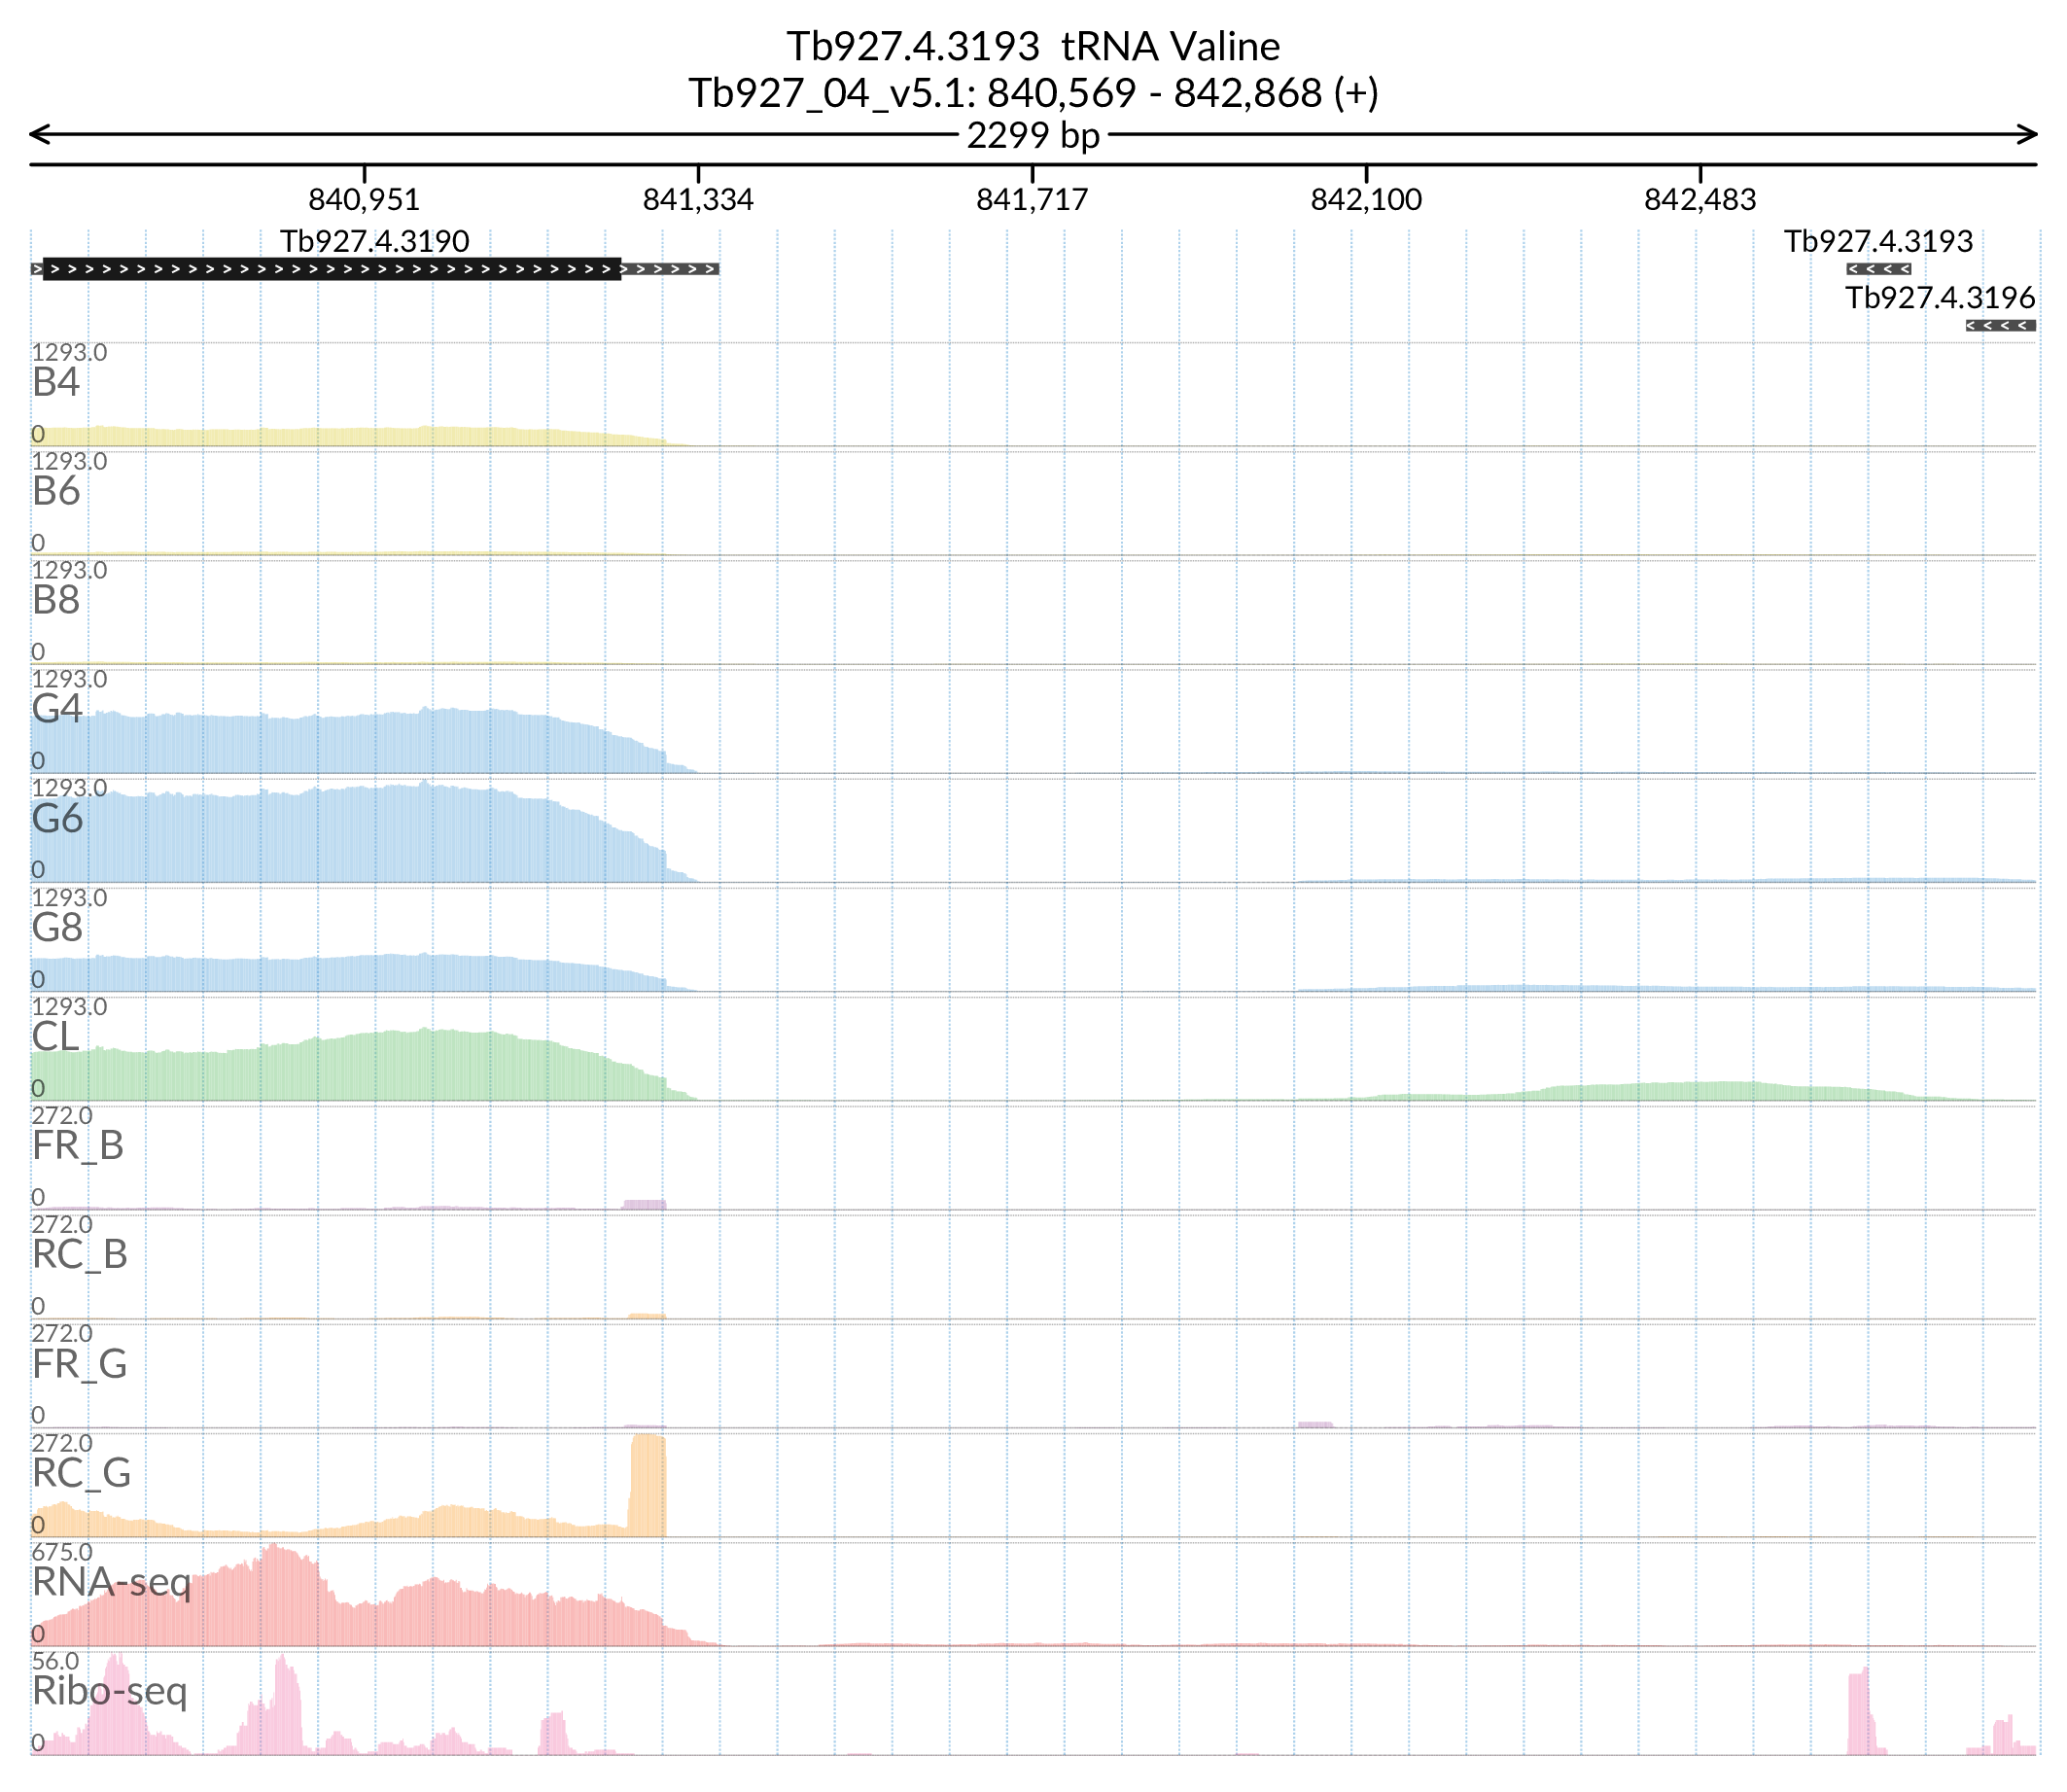 Tb927.4.3193 tRNA Valine
Tb927_04_v5.1: 840,569 - 842,868 (+)
2299 bp
840,951 841,334 841,717 842,100 842,483
Tb927.4.3190 Tb927.4.3193
Tb927.4.3196
1293.0
B4
0
1293.0
B6
0
1293.0
B8
0
1293.0
G4
0
1293.0
G6
0
1293.0
G8
0
1293.0
CL
0
272.0
FR_B
0
272.0
RC_B
0
272.0
FR_G
0
272.0
RC_G
0
675.0
RNA-seq
0
56.0
Ribo-seq
0